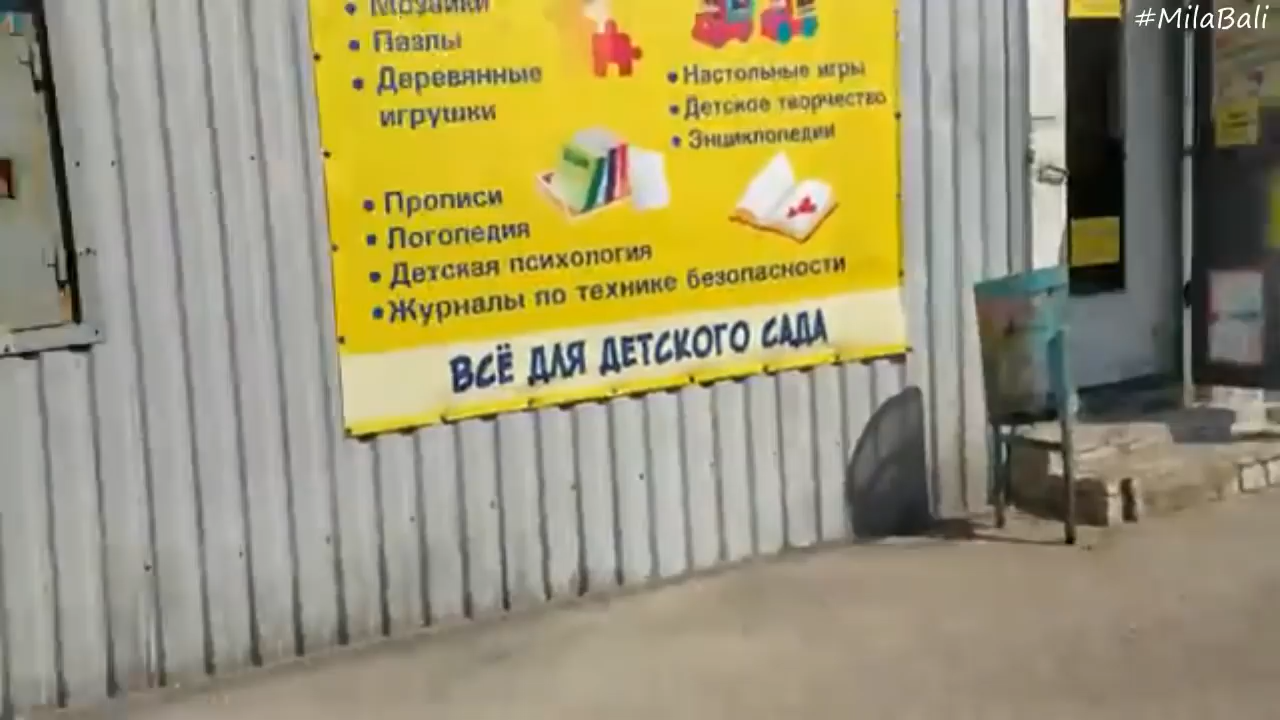 #MilaBali
• Мозаики
• Пазлы
• Деревянные
игрушки
• Настольные игры
• Детское творчество
• Энциклопедии
• Прописи
• Логопедия
• Детская психология
• Журналы по технике безопасности
ВСЁ ДЛЯ ДЕТСКОГО САДА